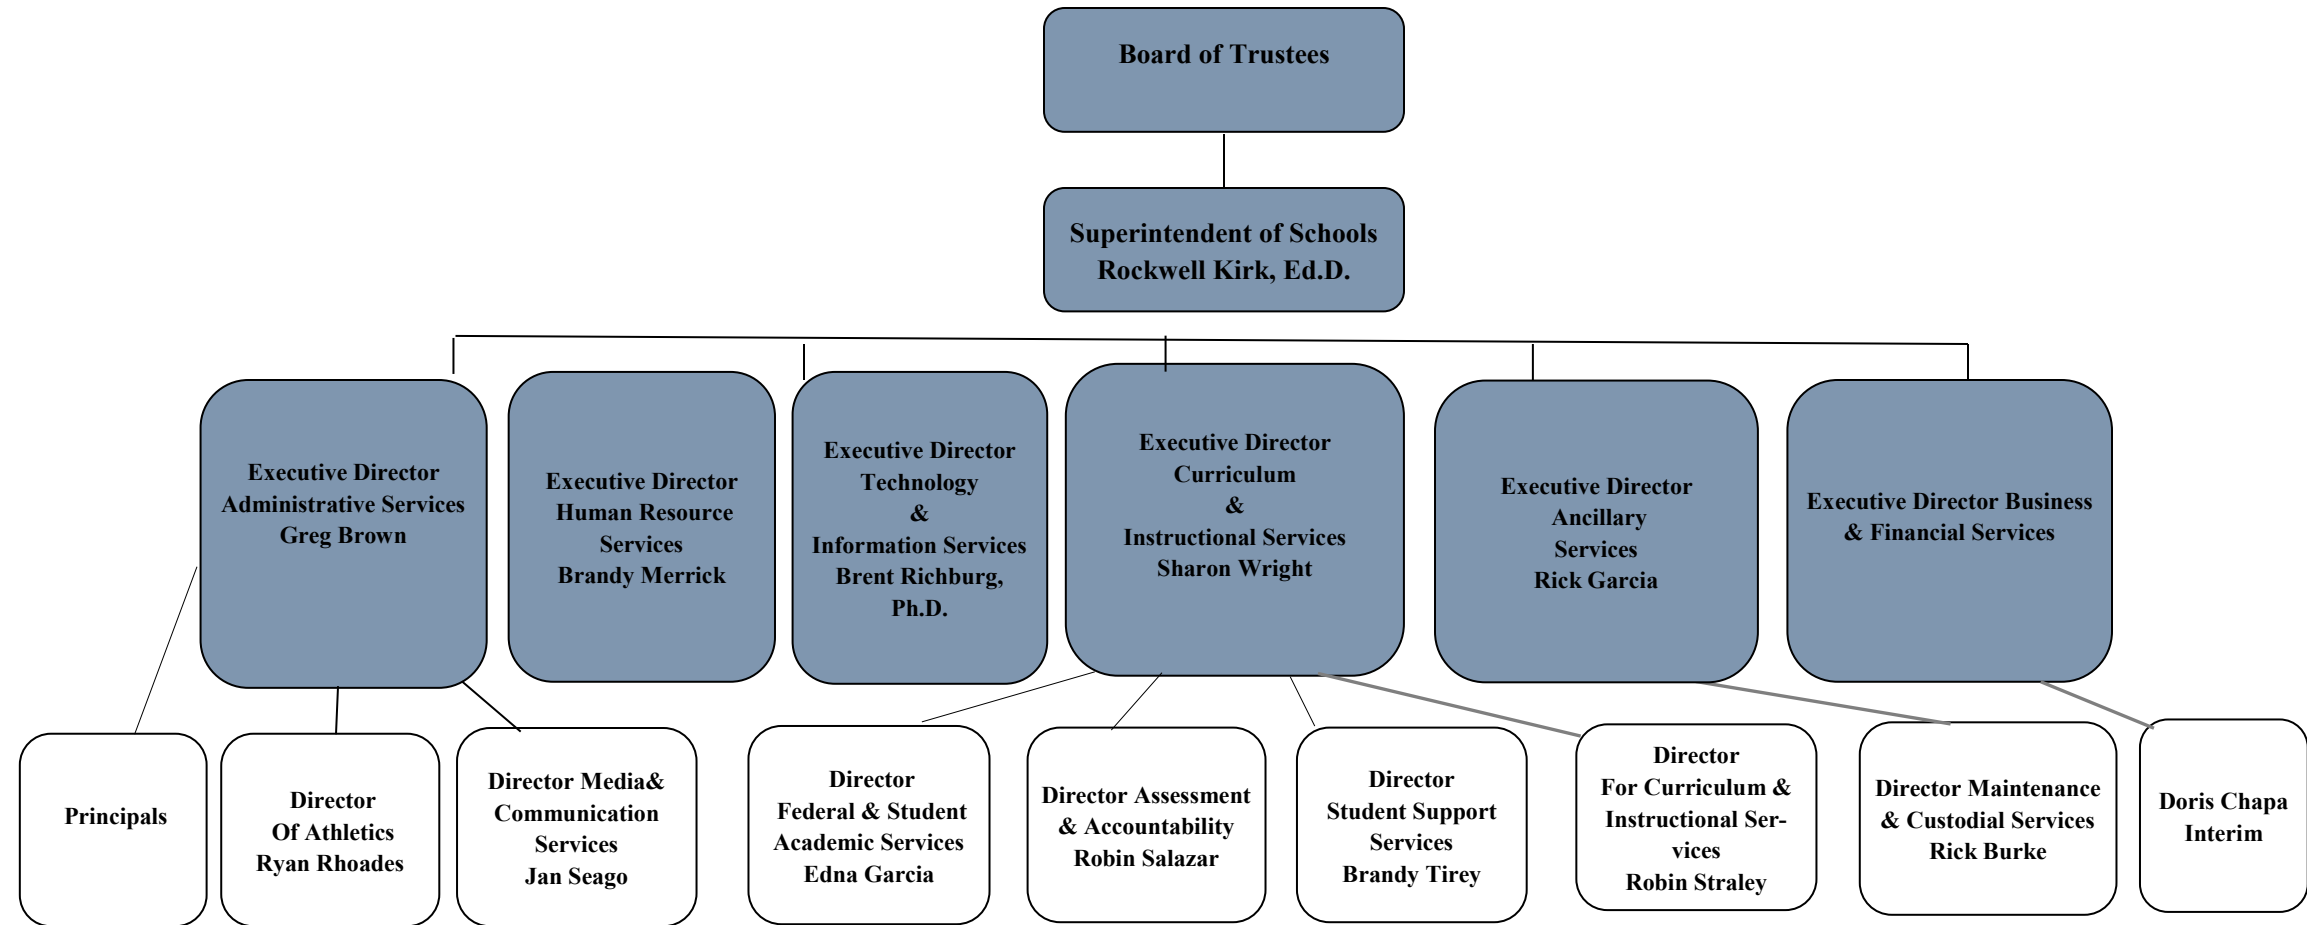 Board of Trustees
Superintendent of Schools
Rockwell Kirk, Ed.D.
Executive Director
Administrative Services
Greg Brown
Executive Director
Human Resource
Services
Brandy Merrick
Executive Director
Technology
&
Information Services
Brent Richburg,
Ph.D.
Executive Director
Curriculum
&
Instructional Services
Sharon Wright
Executive Director
Ancillary
Services
Rick Garcia
Executive Director Business
& Financial Services
Principals
Director
Of Athletics
Ryan Rhoades
Director Media&
Communication
Services
Jan Seago
Director
Federal & Student
Academic Services
Edna Garcia
Director Assessment
& Accountability
Robin Salazar
Director
Student Support
Services
Brandy Tirey
Director
For Curriculum &
Instructional Ser-
vices
Robin Straley
Director Maintenance
& Custodial Services
Rick Burke
Doris Chapa
Interim